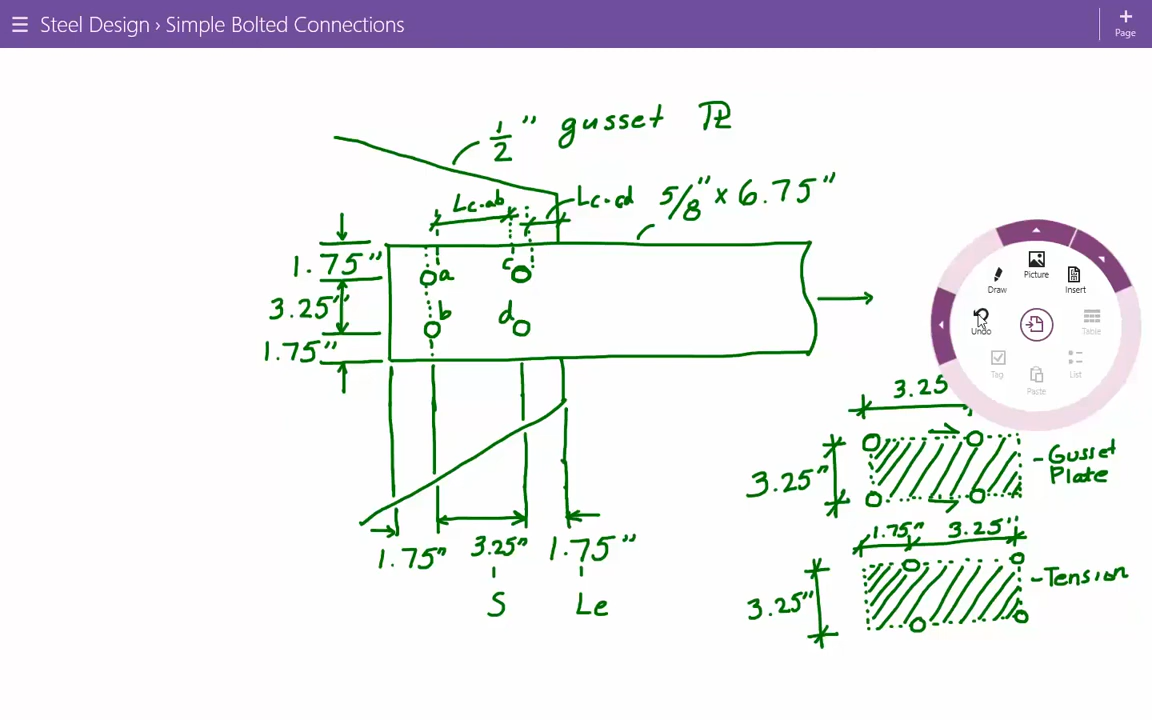 Steel Design › Simple Bolted Connections
Page
1/2" gusset PL
Lc-ab
Lc-cd
5/8" x 6.75"
1.75"
3.25"
1.75"
a
c
b
d
1.75"
3.25"
1.75"
S
Le
Draw
Picture
Insert
Undo
Table
Tag
Paste
List
3.25
3.25"
- Gusset
Plate
1.75"
3.25"
3.25"
- Tension